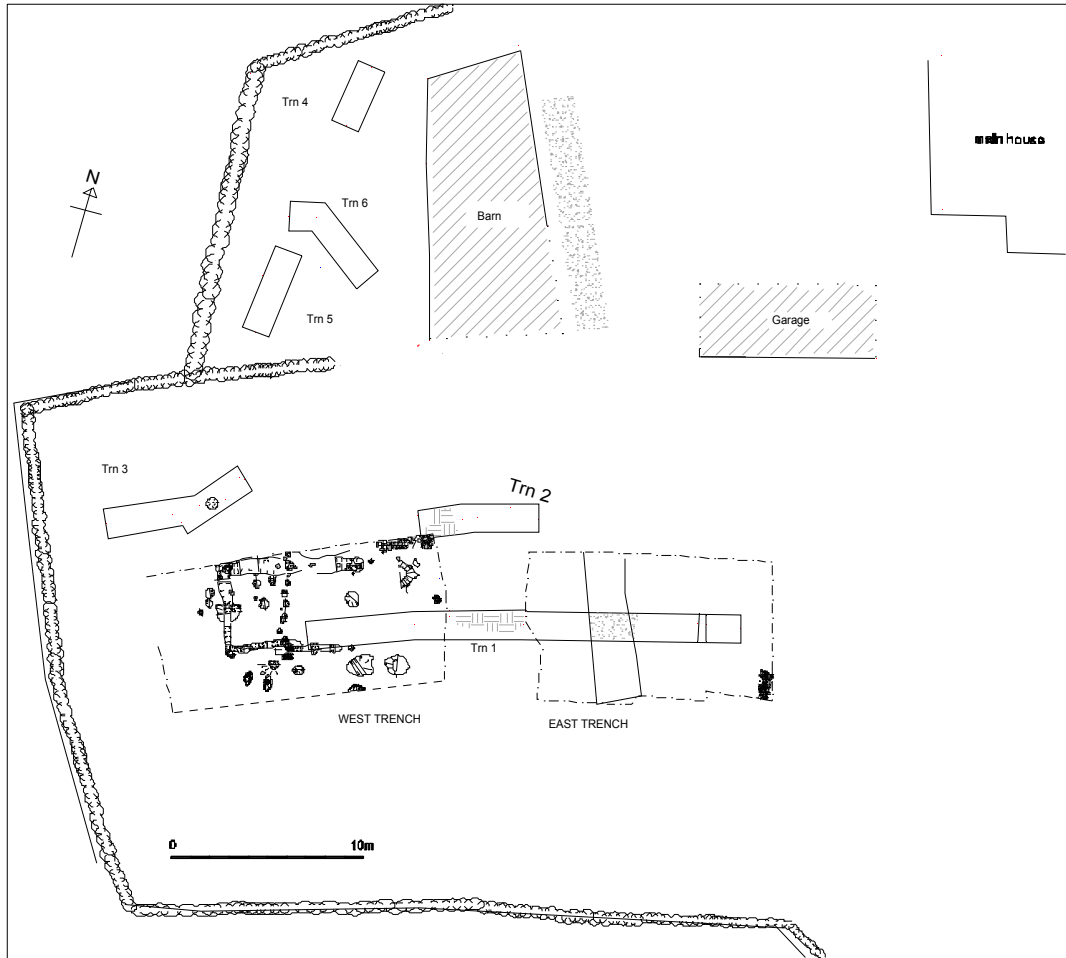 Trn 4
main house
N
Trn 6
Barn
Trn 5
Garage
Trn 3
Trn 2
Trn 1
WEST TRENCH
EAST TRENCH
0 10m